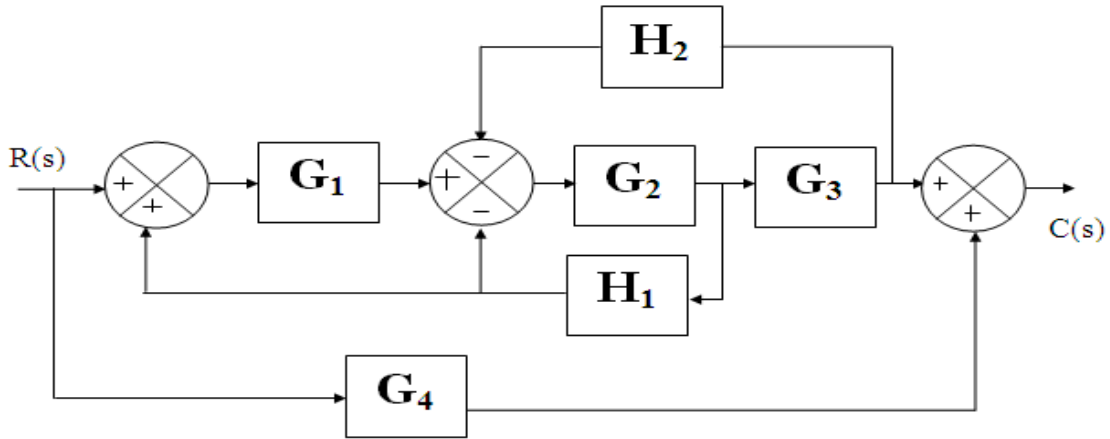 H₂
R(s)
+
+
G₁
−
+
−
G₂
G₃
+
+
C(s)
H₁
G₄